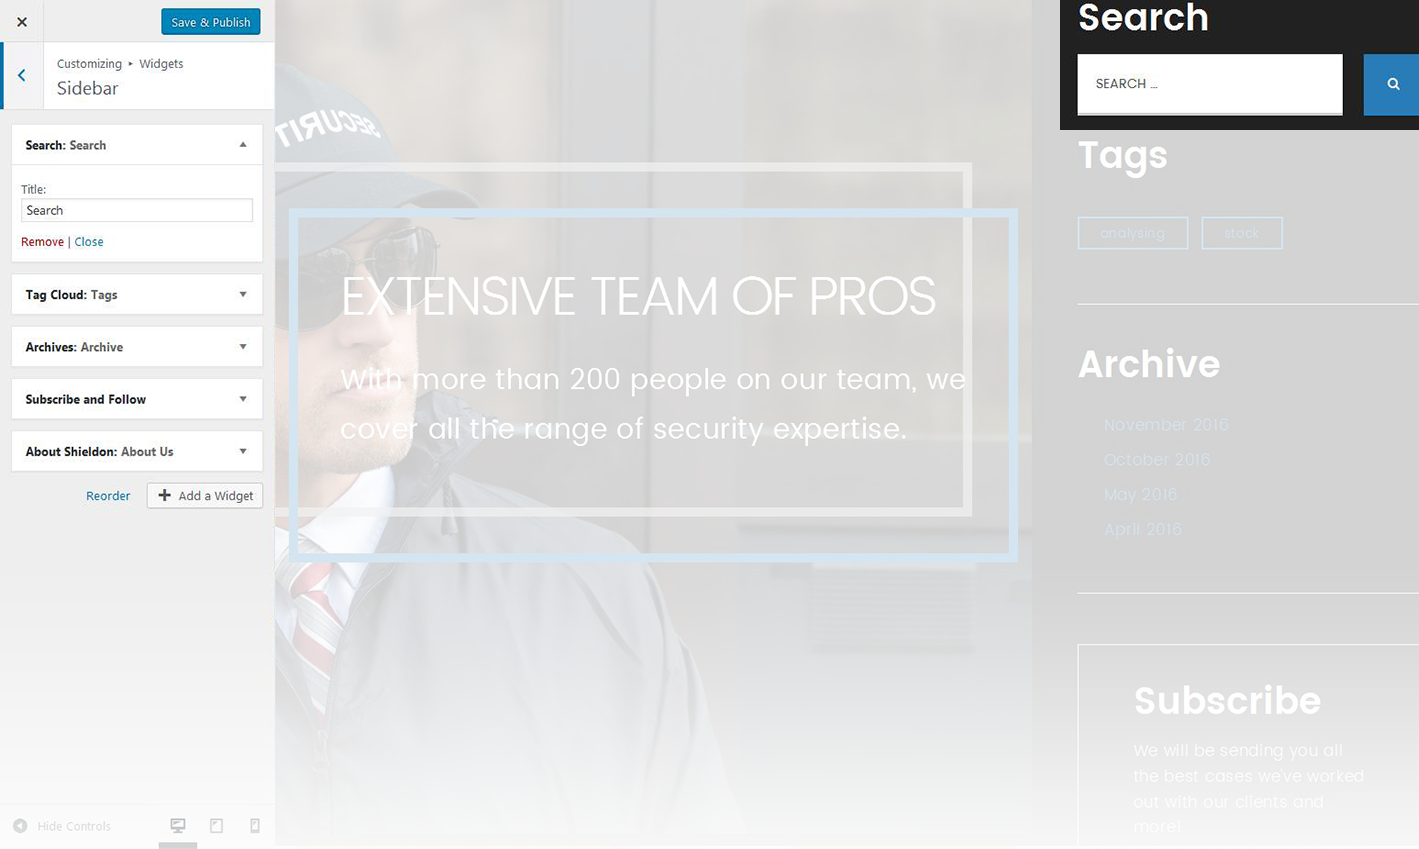 Save & Publish
Customizing ▸ Widgets
Sidebar
Search: Search
Title:
Search
Remove | Close
Tag Cloud: Tags
Archives: Archive
Subscribe and Follow
About Shieldon: About Us
Reorder
Add a Widget
Hide Controls
SECURIT
EXTENSIVE TEAM OF PROS
With more than 200 people on our team, we
cover all the range of security expertise.
Search
SEARCH ...
Tags
analysing
stock
Archive
November 2016
October 2016
May 2016
April 2016
Subscribe
We will be sending you all
the best cases we've worked
out with our clients and
more!